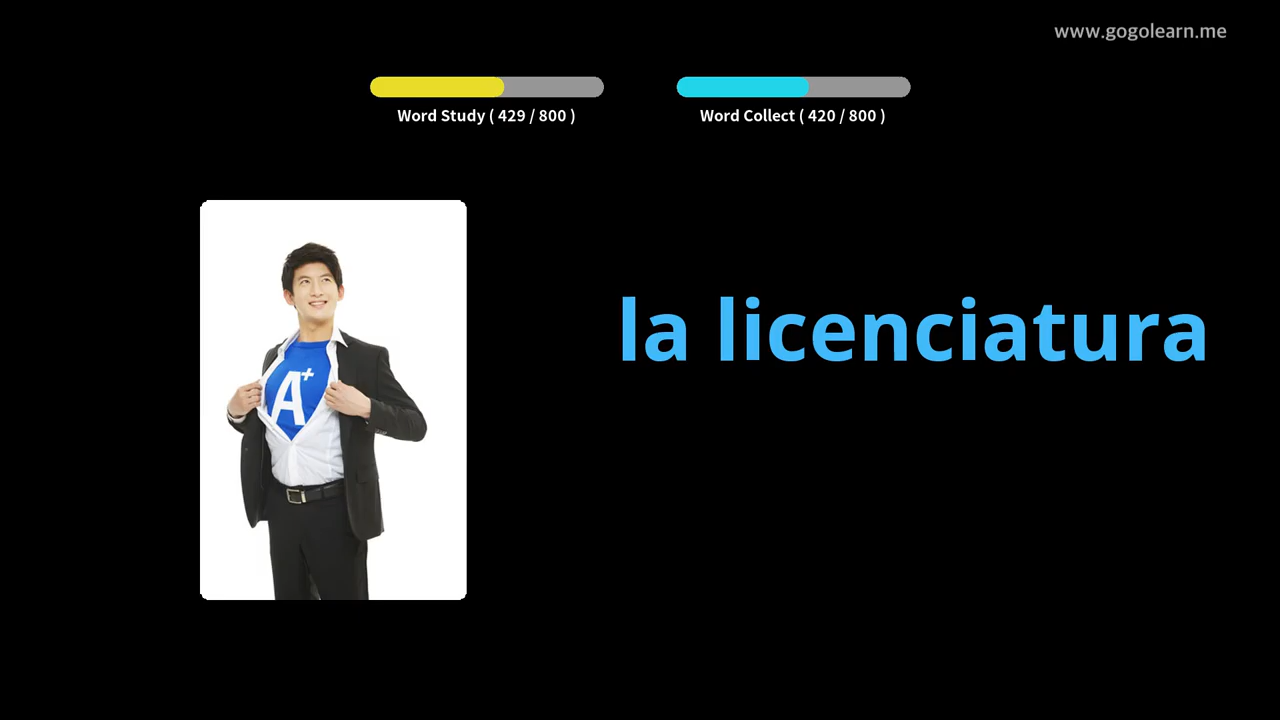 www.gogolearn.me
Word Study ( 429 / 800 )
Word Collect ( 420 / 800 )
la licenciatura
A+